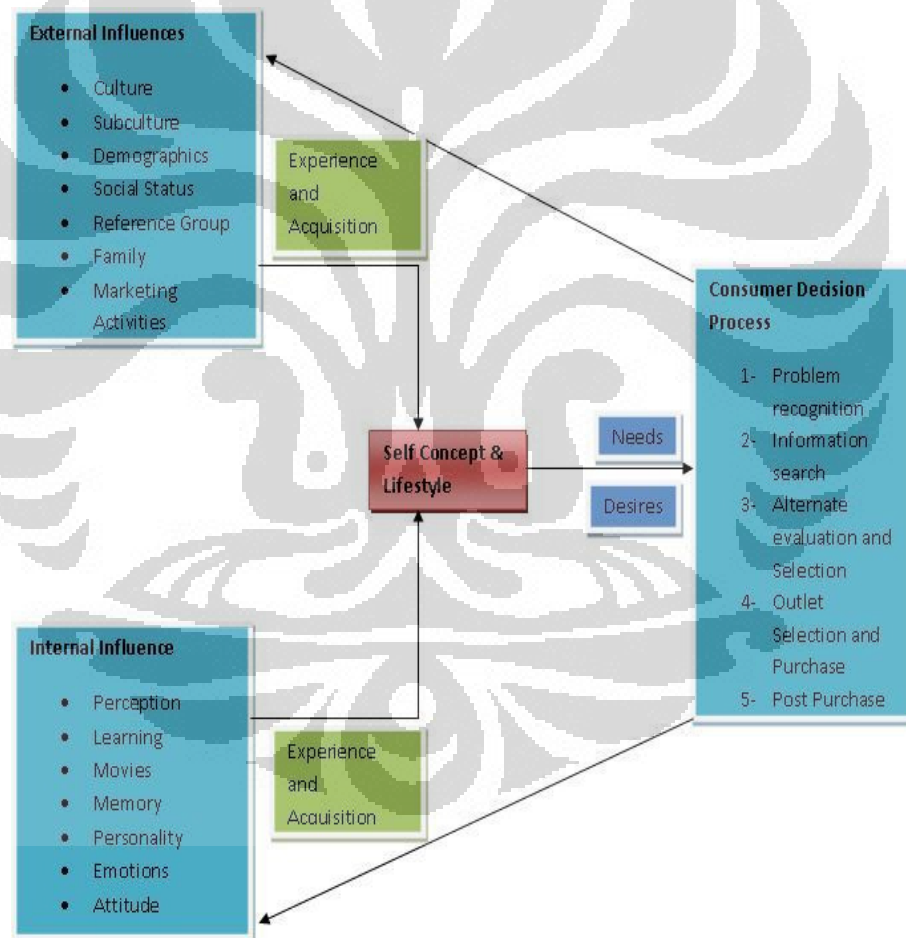 External Influences
• Culture
• Subculture
• Demographics
• Social Status
• Reference Group
• Family
• Marketing
Activities
Experience
and
Acquisition
Self Concept &
Lifestyle
Needs
Desires
Consumer Decision
Process
1- Problem
recognition
2- Information
search
3- Alternate
evaluation and
Selection
4- Outlet
Selection and
Purchase
5- Post Purchase
Internal Influence
• Perception
• Learning
• Movies
• Memory
• Personality
• Emotions
• Attitude
Experience
and
Acquisition